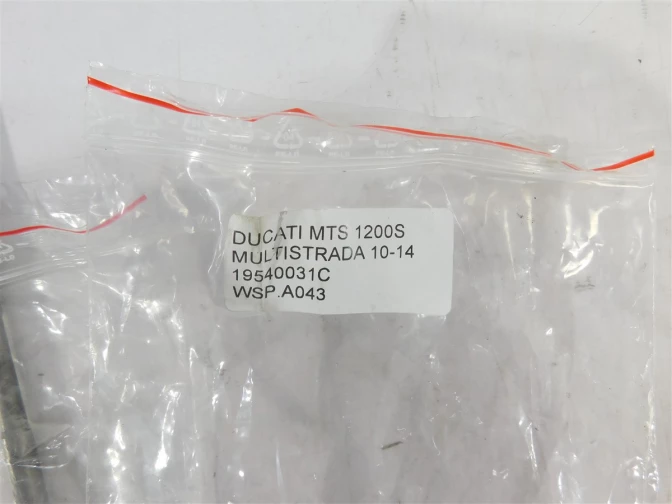 DUCATI MTS 1200S
MULTISTRADA 10-14
19540031C
WSP.A043